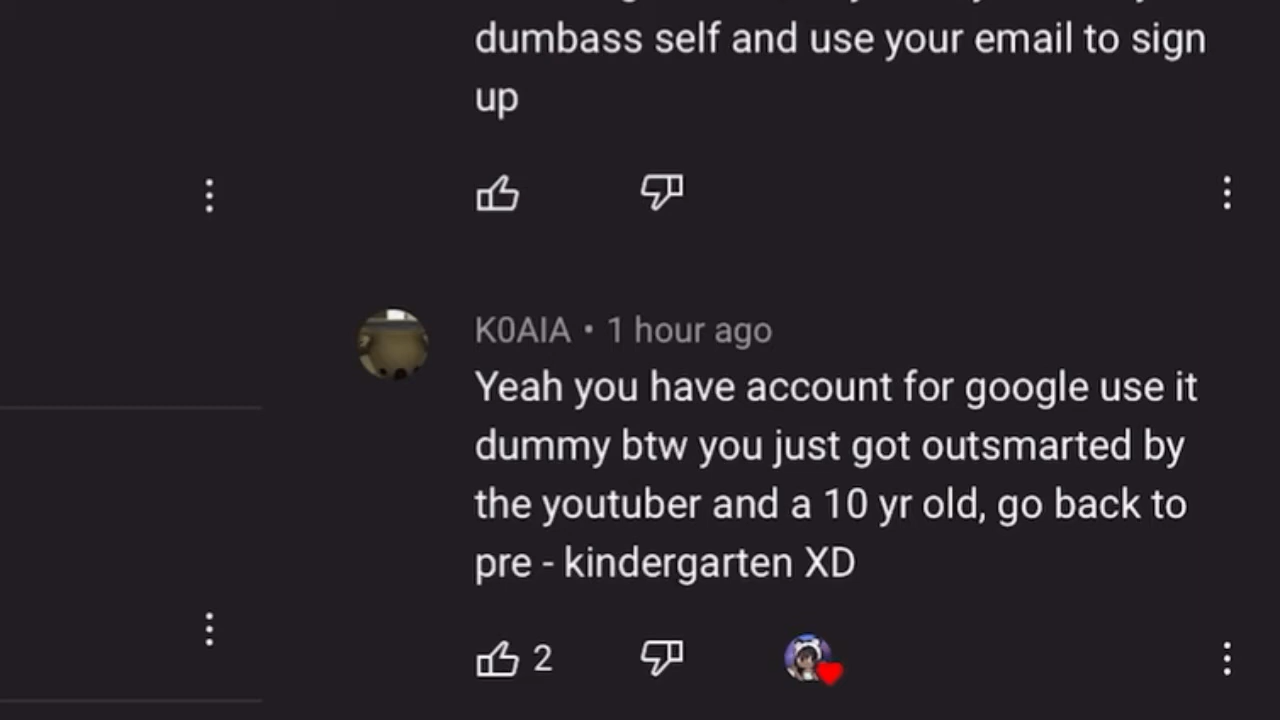 dumbass self and use your email to sign
up
K0AIA • 1 hour ago
Yeah you have account for google use it
dummy btw you just got outsmarted by
the youtuber and a 10 yr old, go back to
pre - kindergarten XD
2